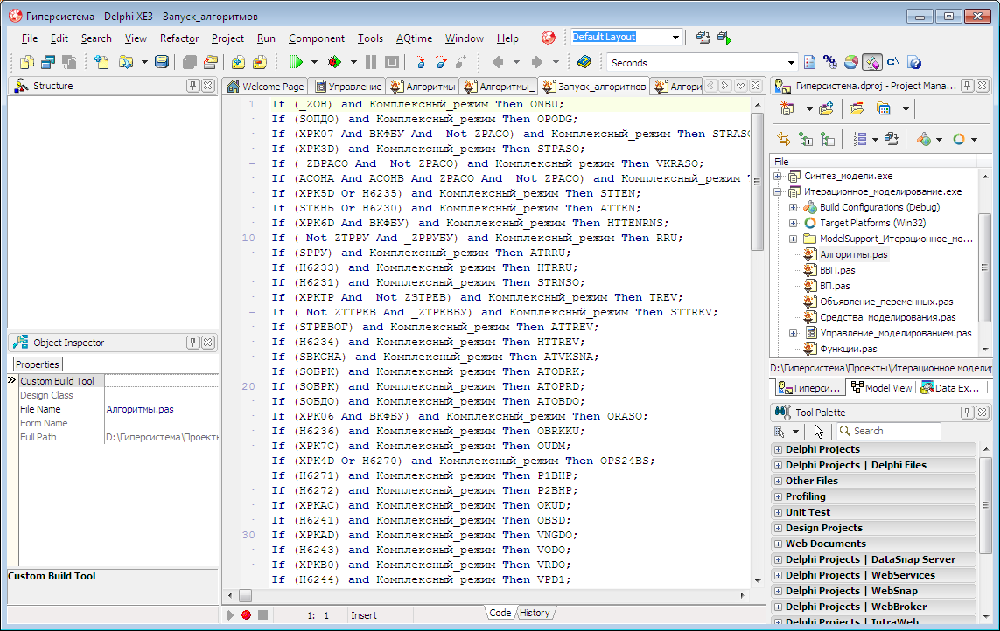 Гиперсистема - Delphi XE3 - Запуск_алгоритмов
File Edit Search View Refactor Project Run Component Tools AQtime Window Help Default Layout
Seconds
Structure
Welcome Page Управление Алгоритмы Алгоритмы_ Запуск_алгоритмов Алгори
Гиперсистема.dproj - Project Mana...
1 If (_ZOH) and Комплексный_режим Then ONBU;
If (SОПДО) and Комплексный_режим Then OPODG;
If (XPK07 And ВКФВУ And  Not ZPACO) and Комплексный_режим Then STRASO
If (XPK3D) and Комплексный_режим Then STPASO;
If (_ZBPACO And  Not ZPACO) and Комплексный_режим Then VKRASO;
If (ACOHA And ACOHB And ZPACO And  Not ZPACO) and Комплексный_режим T
If (XPK5D Or H6235) and Комплексный_режим Then STTEN;
If (STEHЬ Or H6230) and Комплексный_режим Then ATTEN;
If (XPK6D And ВКФВУ) and Комплексный_режим Then HTTENRNS;
10 If ( Not ZTPPУ And _ZPPУБУ) and Комплексный_режим Then RRU;
If (SPPУ) and Комплексный_режим Then ATRRU;
If (H6233) and Комплексный_режим Then HTRRU;
If (H6231) and Комплексный_режим Then STRNSO;
If (XPKTP And  Not ZSTPEB) and Комплексный_режим Then TREV;
If ( Not ZTTPEB And _ZTPEBBУ) and Комплексный_режим Then STTREV;
If (STPEBOГ) and Комплексный_режим Then ATTREV;
If (H6234) and Комплексный_режим Then HTTREV;
If (SBKCHA) and Комплексный_режим Then ATVKSNA;
If (SOBPK) and Комплексный_режим Then ATOBRK;
20 If (SOBPK) and Комплексный_режим Then ATOPRD;
If (SОБДО) and Комплексный_режим Then ATOBDO;
If (XPK06 And ВКФБУ) and Комплексный_режим Then ORASO;
If (H6236) and Комплексный_режим Then OBRKKU;
If (XPK7C) and Комплексный_режим Then OUDM;
If (XPK4D Or H6270) and Комплексный_режим Then OPS24BS;
If (H6271) and Комплексный_режим Then P1BHP;
If (H6272) and Комплексный_режим Then P2BHP;
If (XPKAC) and Комплексный_режим Then OKUD;
If (H6241) and Комплексный_режим Then OBSD;
30 If (XPKAD) and Комплексный_режим Then VNGDO;
If (H6243) and Комплексный_режим Then VODO;
If (XPKB0) and Комплексный_режим Then VRDO;
If (H6244) and Комплексный_режим Then VPD1;
1: 1 Insert Code History
Object Inspector
Properties
Custom Build Tool
Design Class
File Name Алгоритмы.pas
Form Name
Full Path D:\Гиперсистема\Проекты
Custom Build Tool
File
Синтез_модели.exe
Итерационное_моделирование.exe
Build Configurations (Debug)
Target Platforms (Win32)
ModelSupport_Итерационное_мо...
Алгоритмы.pas
ВВП.pas
ВП.pas
Объявление_переменных.pas
Средства_моделирования.pas
Управление_моделированием.pas
Функции.pas
D:\Гиперсистема\Проекты\Итерационное модели
Гиперси... Model View Data Ex...
Tool Palette
Search
Delphi Projects
Delphi Projects | Delphi Files
Other Files
Profiling
Unit Test
Design Projects
Web Documents
Delphi Projects | DataSnap Server
Delphi Projects | WebServices
Delphi Projects | WebSnap
Delphi Projects | WebBroker
Delphi Projects | IntraWeb